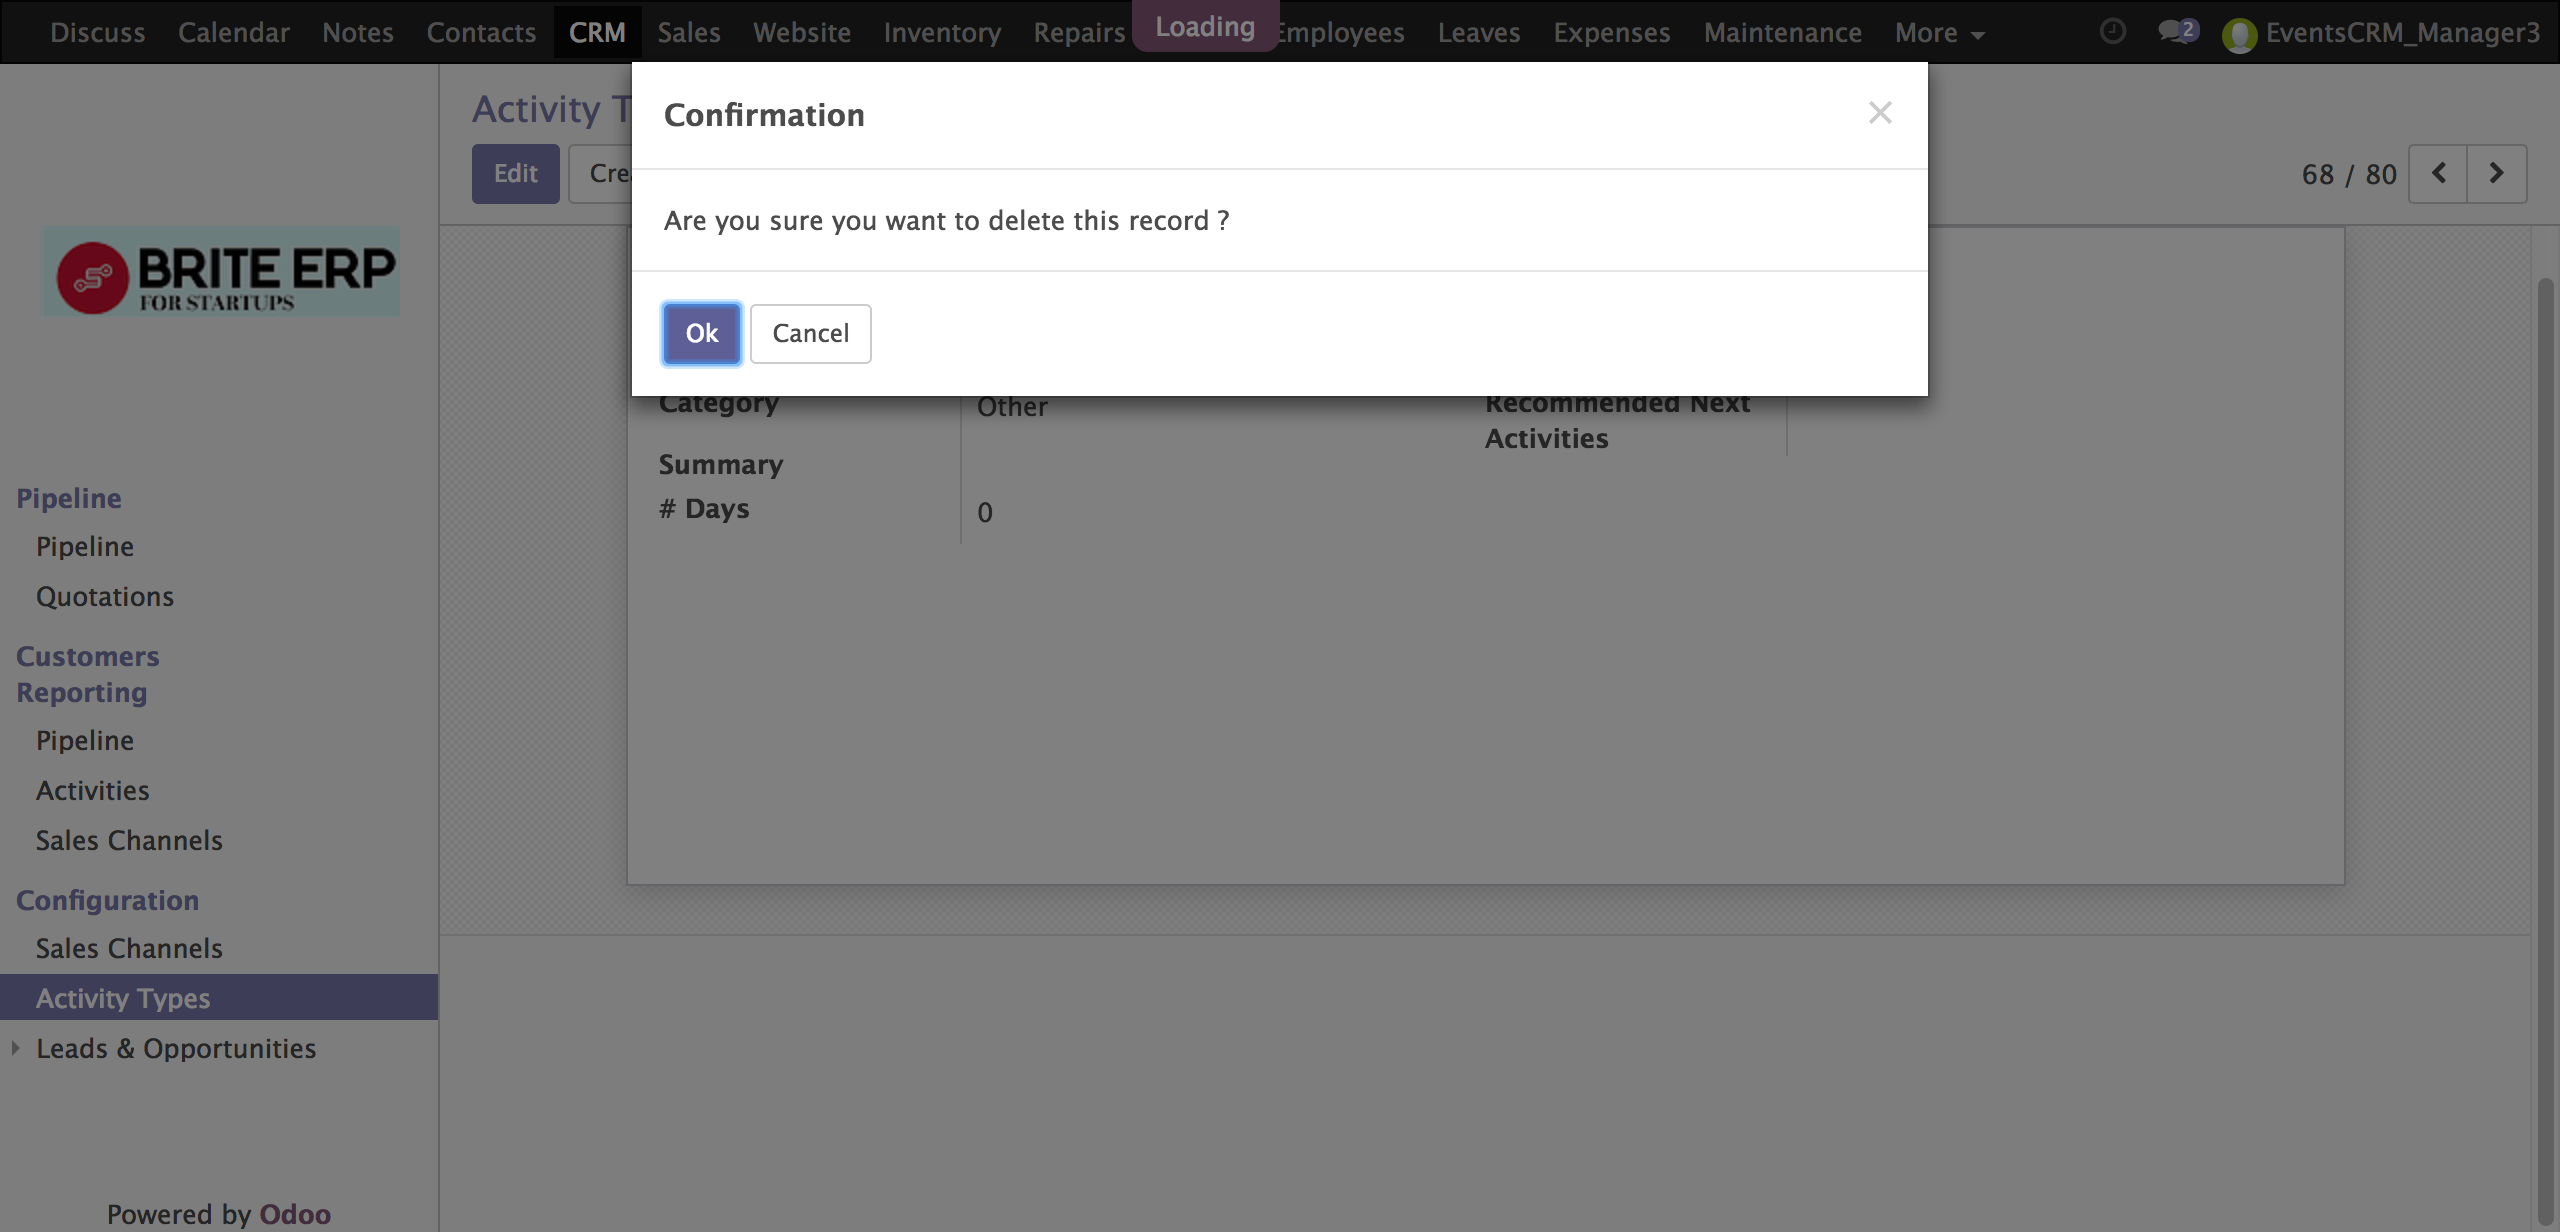 Discuss Calendar Notes Contacts CRM Sales Website Inventory Repairs Loading Employees Leaves Expenses Maintenance More 2 EventsCRM_Manager3
Confirmation ×
Are you sure you want to delete this record ?
Ok Cancel
Activity T
Edit Crea
68 / 80
Category Other
Recommended Next
Activities
Summary
# Days 0
BRITE ERP
FOR STARTUPS
Pipeline
Pipeline
Quotations
Customers
Reporting
Pipeline
Activities
Sales Channels
Configuration
Sales Channels
Activity Types
Leads & Opportunities
Powered by Odoo